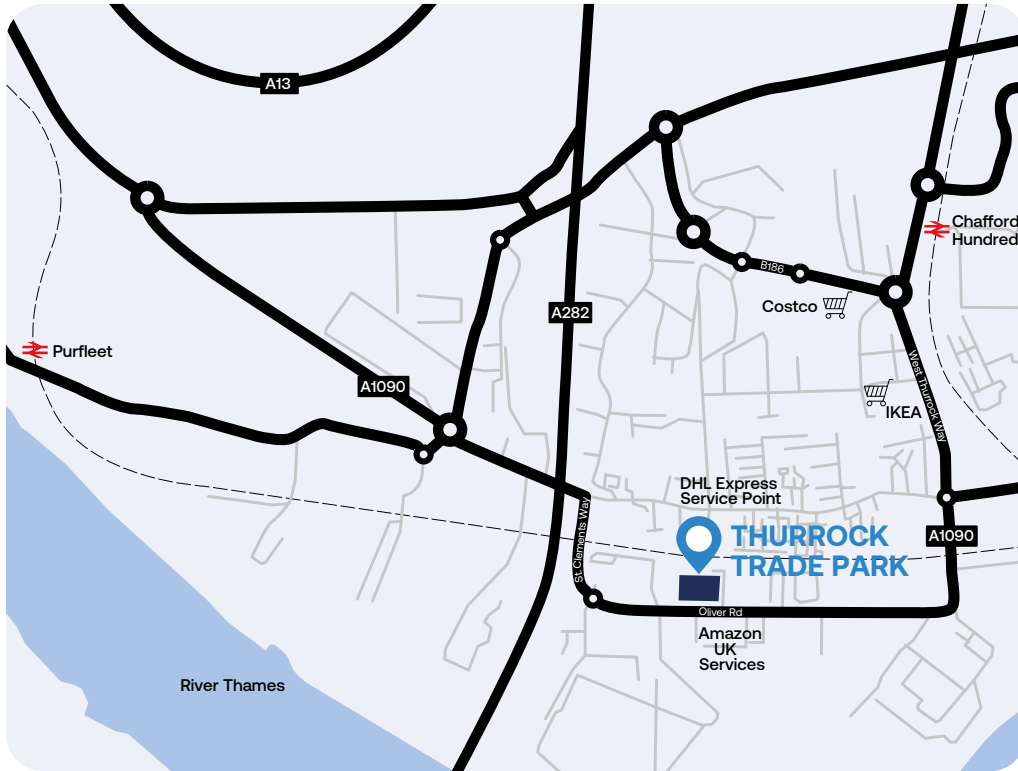 A13
Chafford
Hundred
B186
Costco
A282
Purfleet
West Thurrock Way
A1090
IKEA
DHL Express
Service Point
St Clements Way
THURROCK
TRADE PARK
A1090
Oliver Rd
Amazon
UK
Services
River Thames